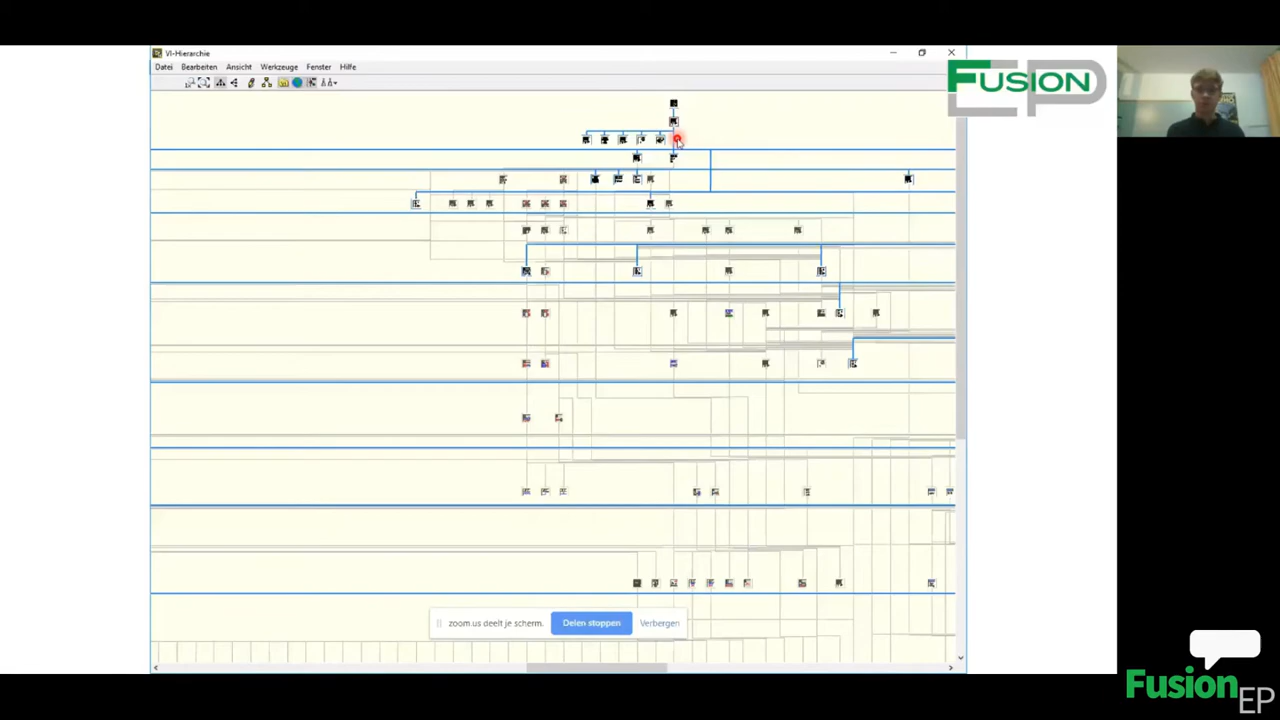 VI-Hierarchie
Datei Bearbeiten Ansicht Werkzeuge Fenster Hilfe
FUSION
EP
zoom.us deelt je scherm. Delen stoppen Verbergen
Fusion EP